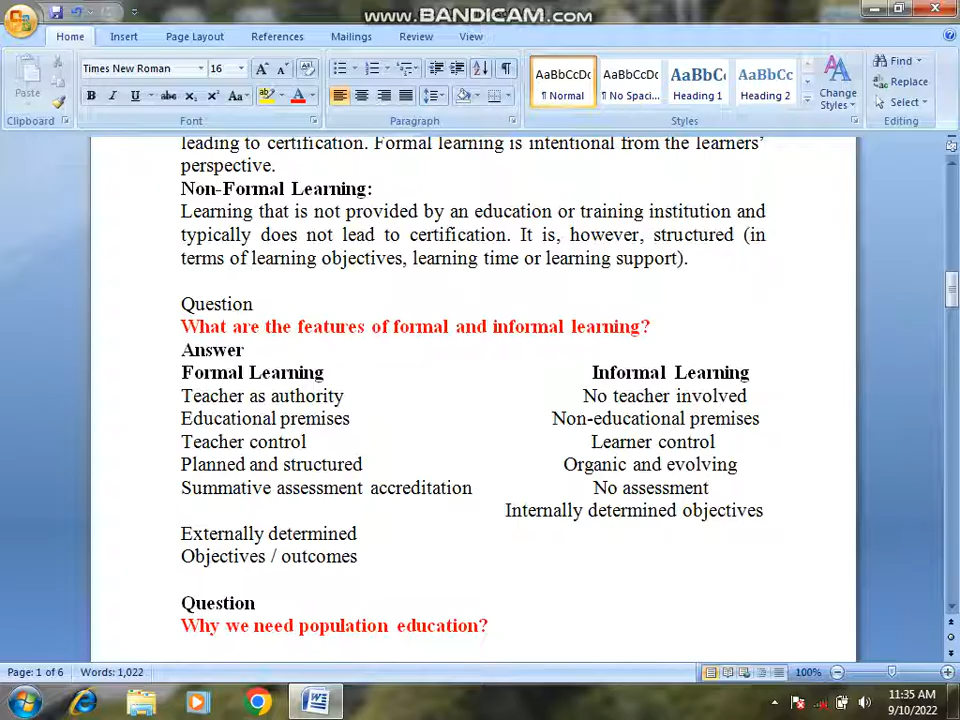 www.BANDICAM.com
Home Insert Page Layout References Mailings Review View
Times New Roman 16
Paste
B I U abc X₂ X² Aa A
AaBbCcDc AaBbCcDc AaBbC AaBbCc
¶ Normal ¶ No Spaci... Heading 1 Heading 2
Change
Styles
Find
Replace
Select
Clipboard Font Paragraph Styles Editing
leading to certification. Formal learning is intentional from the learners’
perspective.
Non-Formal Learning:
Learning that is not provided by an education or training institution and
typically does not lead to certification. It is, however, structured (in
terms of learning objectives, learning time or learning support).
Question
What are the features of formal and informal learning?
Answer
Formal Learning Informal Learning
Teacher as authority No teacher involved
Educational premises Non-educational premises
Teacher control Learner control
Planned and structured Organic and evolving
Summative assessment accreditation No assessment
Internally determined objectives
Externally determined
Objectives / outcomes
Question
Why we need population education?
Page: 1 of 6 Words: 1,022 100%
11:35 AM
9/10/2022